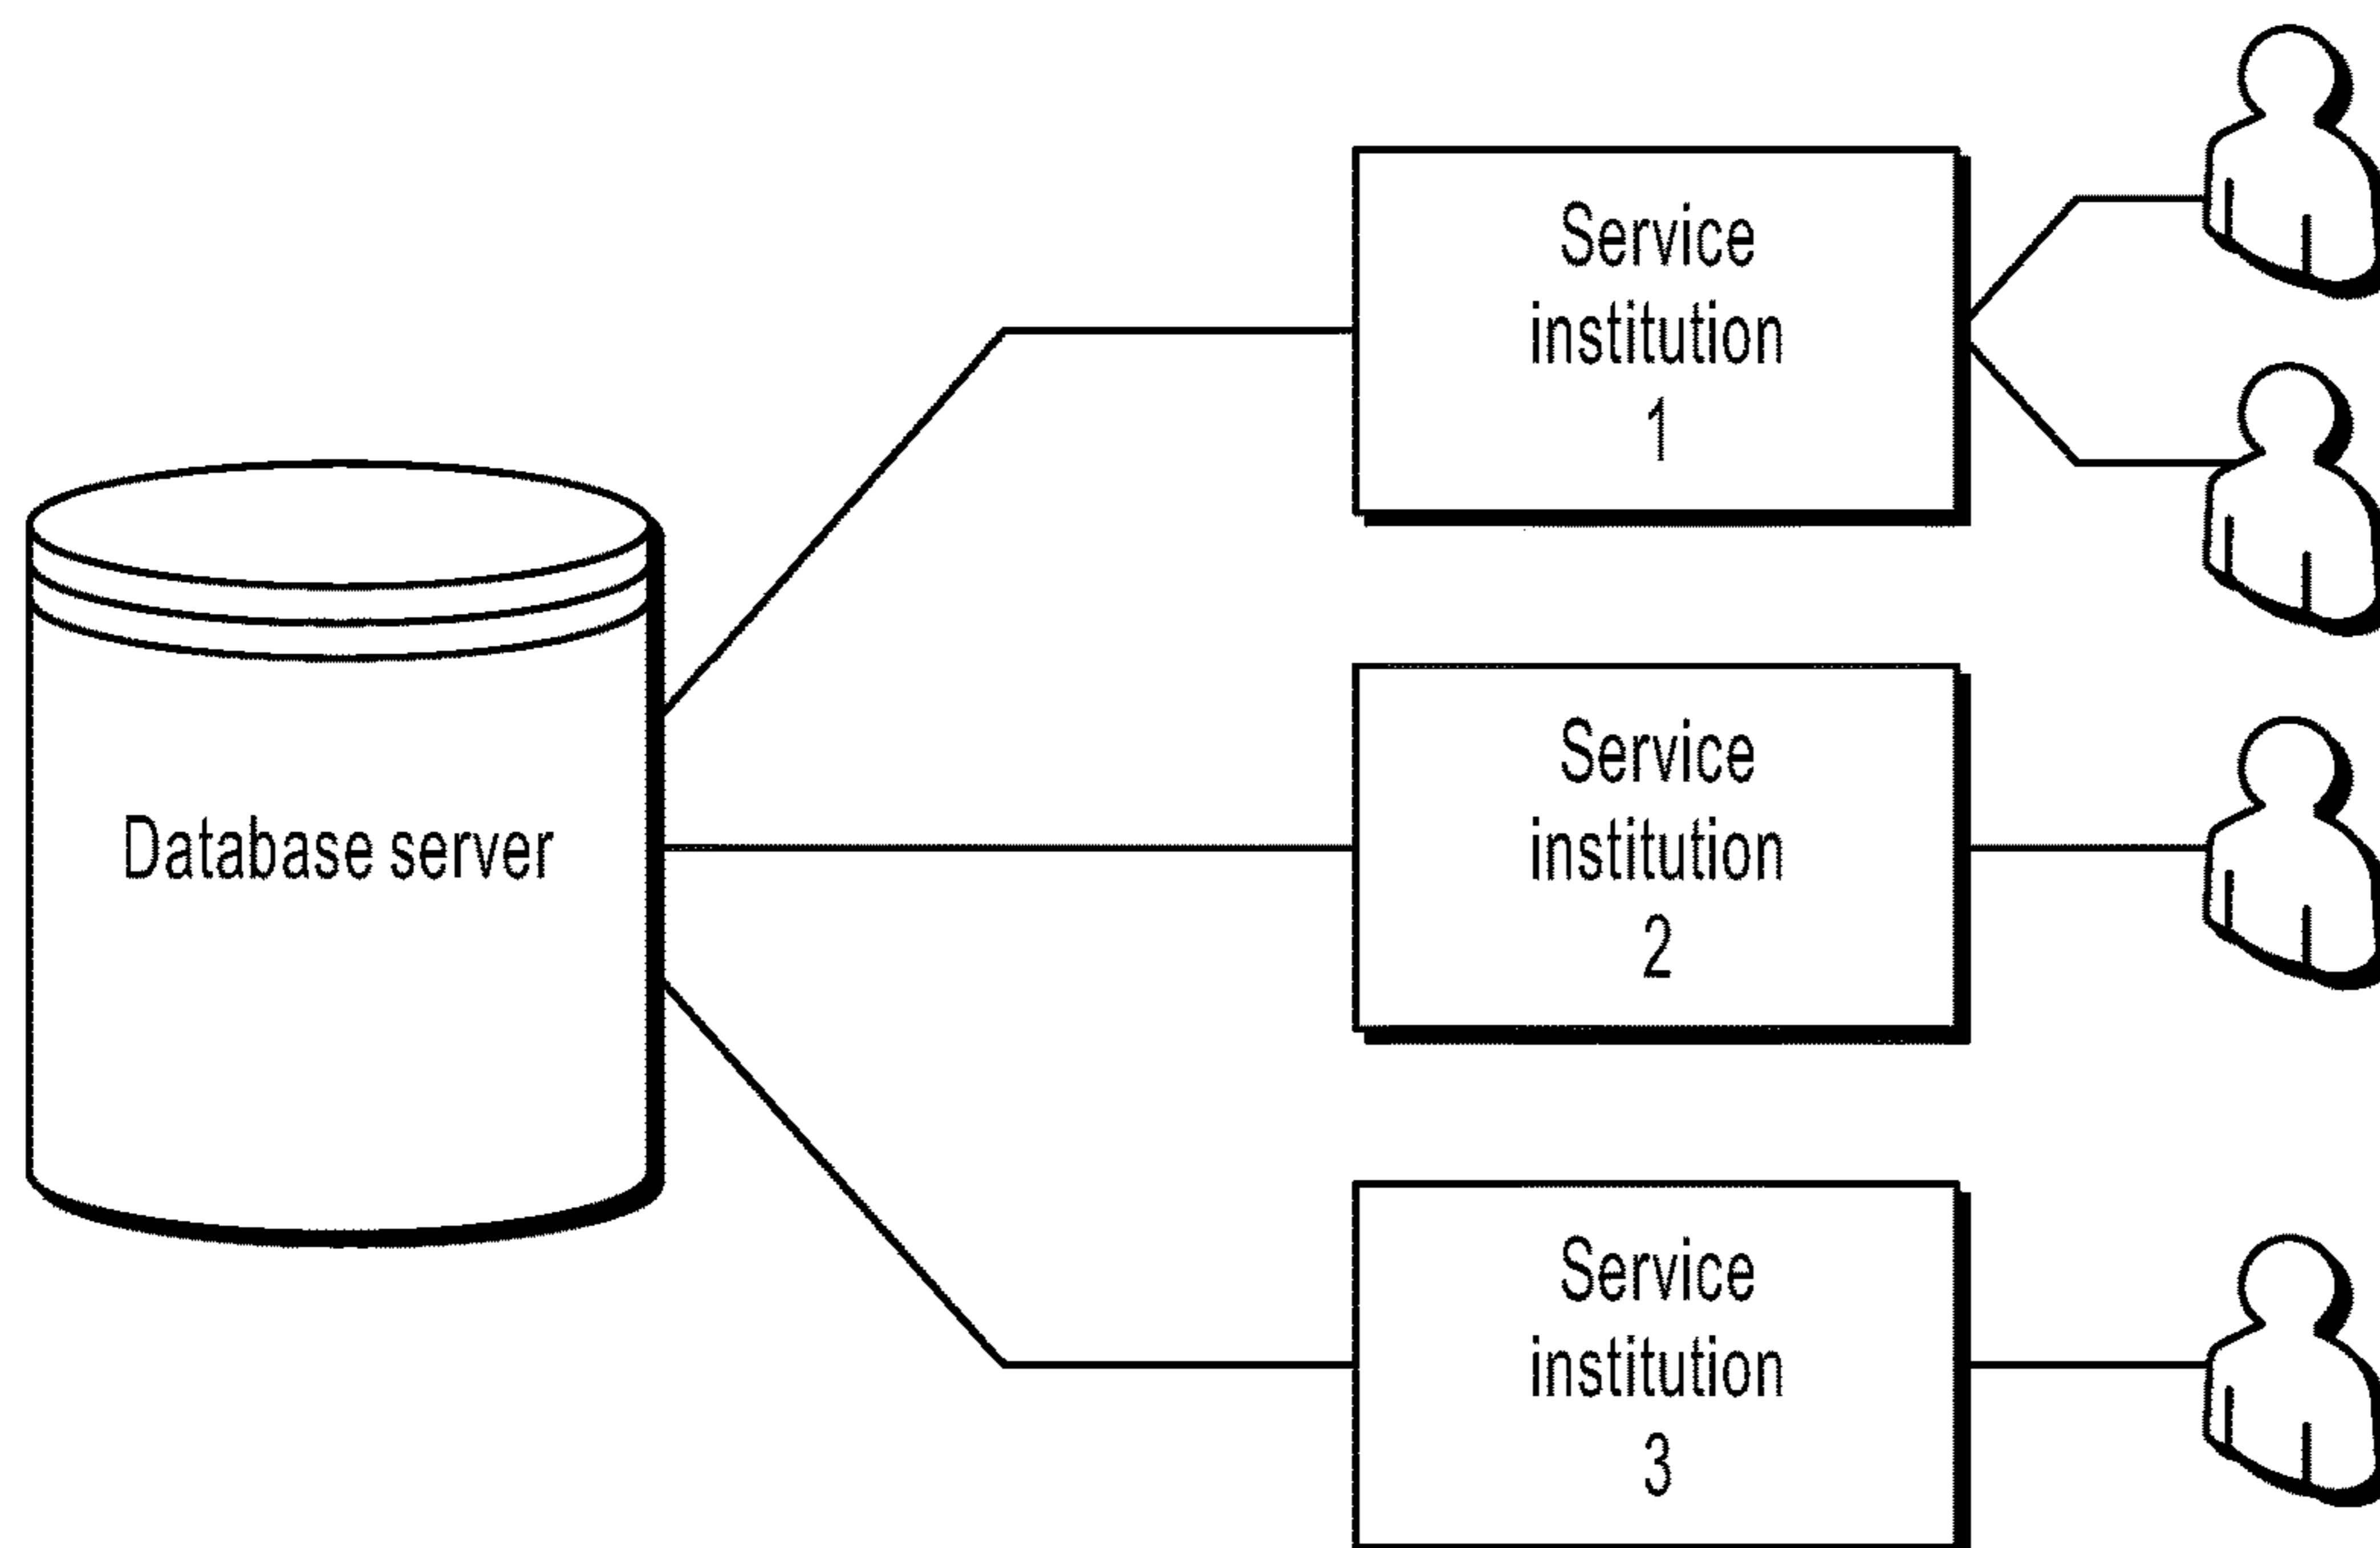 Service
institution
1
Database server
Service
institution
2
Service
institution
3